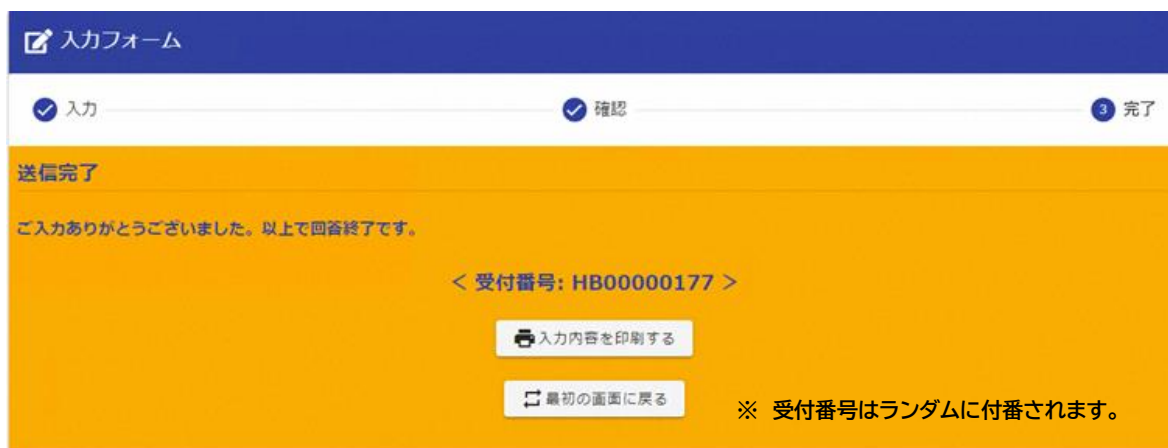 入力フォーム
入力 確認 3 完了
送信完了
ご入力ありがとうございました。以上で回答終了です。
＜ 受付番号: HB00000177 ＞
入力内容を印刷する
最初の画面に戻る
※ 受付番号はランダムに付番されます。